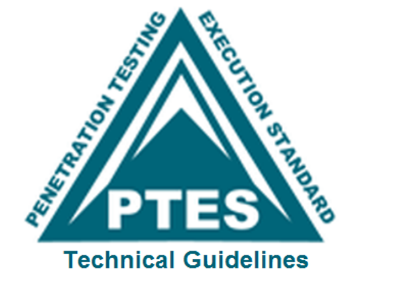 PENETRATION TESTING
EXECUTION STANDARD
PTES
Technical Guidelines